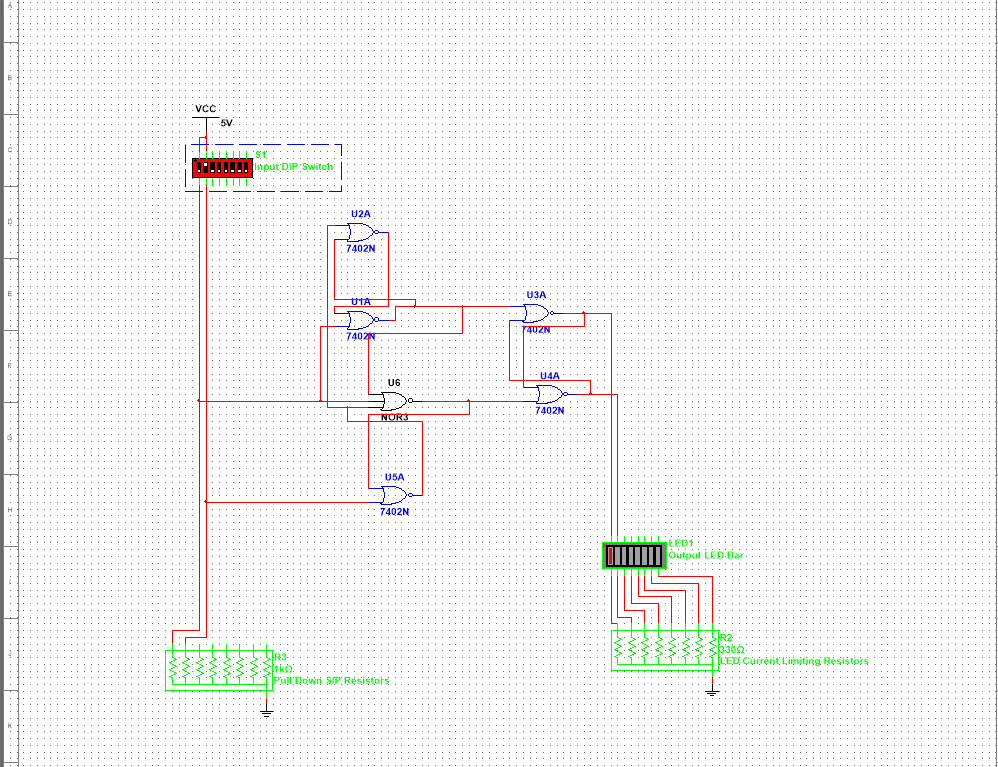 A
B
VCC
5V
C
S1
Input DIP Switch
D
U2A
7402N
E
U1A
U3A
7402N
7402N
F
U4A
U6
7402N
NOR3
G
U5A
7402N
H
LED1
Output LED Bar
I
R2
330Ω
LED Current Limiting Resistors
J
R3
1kΩ
Pull Down SIP Resistors
K